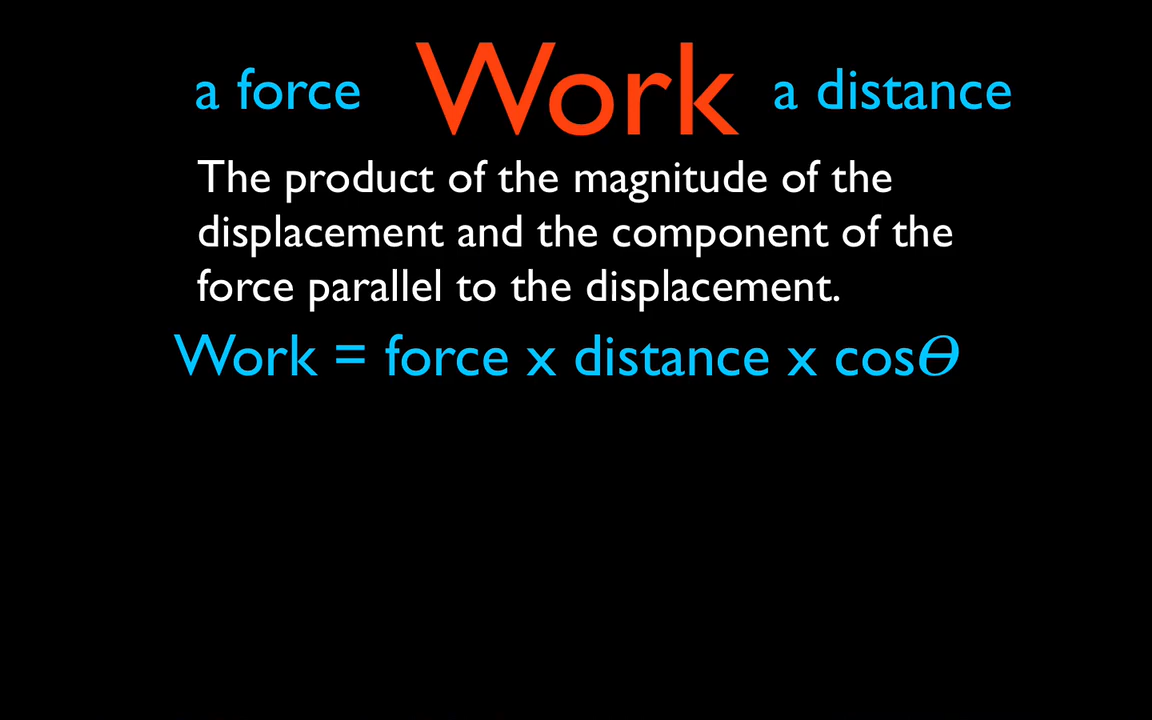 a force Work a distance
The product of the magnitude of the
displacement and the component of the
force parallel to the displacement.
Work = force x distance x cosθ